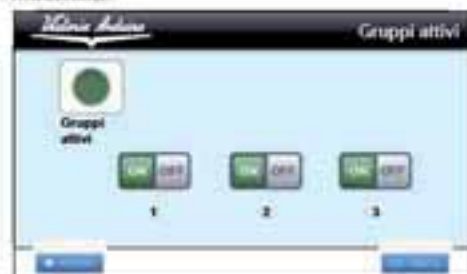 Victoria Arduino
Gruppi attivi
Gruppi
attivi
ON OFF
ON OFF
ON OFF
1
2
3